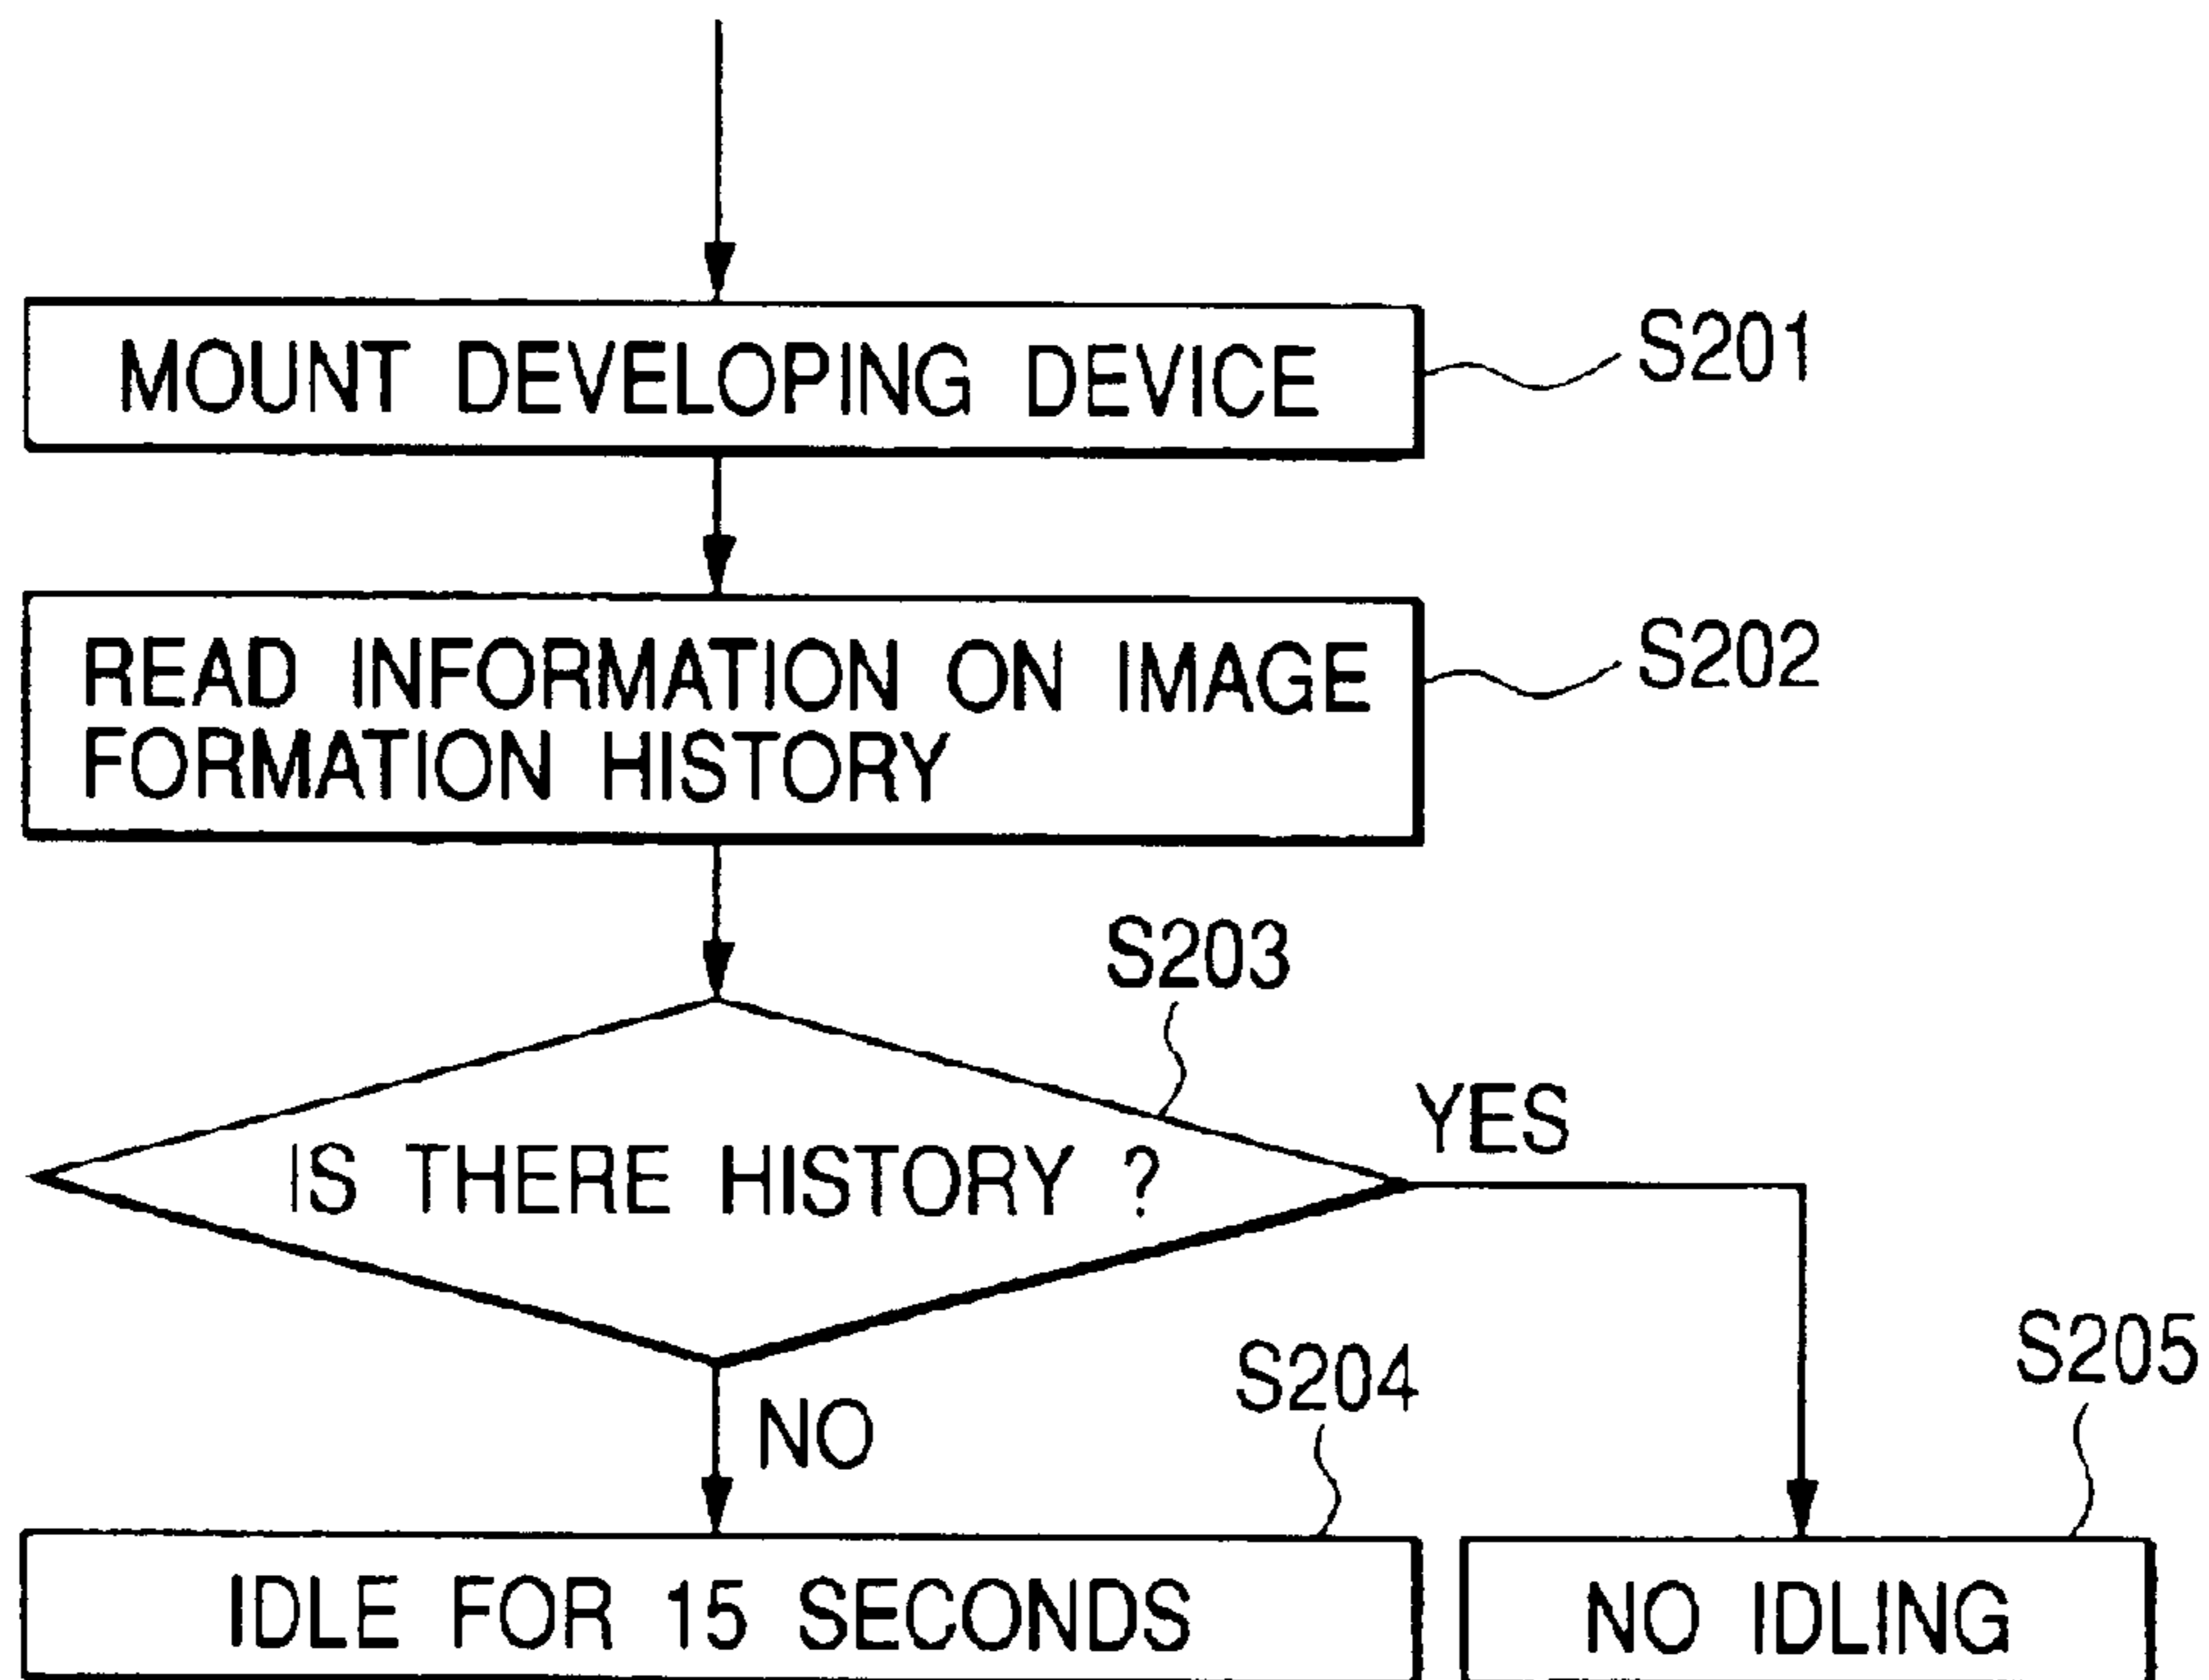 MOUNT DEVELOPING DEVICE
S201
READ INFORMATION ON IMAGE
FORMATION HISTORY
S202
S203
IS THERE HISTORY ?
YES
NO
S204
S205
IDLE FOR 15 SECONDS
NO IDLING